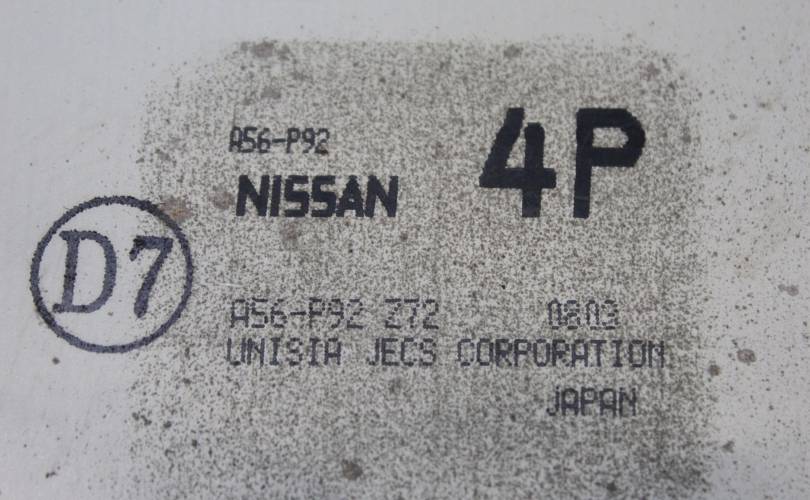 A56-P92
4P
NISSAN
D7
A56-P92 Z72 0803
UNISIA JECS CORPORATION
JAPAN